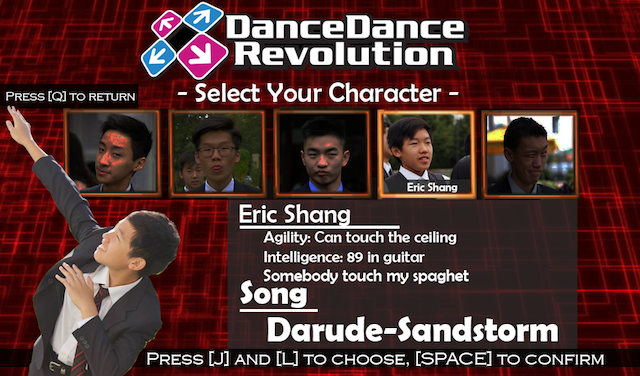 DanceDance
Revolution
Press [Q] to return
- Select Your Character -
Eric Shang
Eric Shang
Agility: Can touch the ceiling
Intelligence: 89 in guitar
Somebody touch my spaghet
Song
Darude-Sandstorm
Press [J] and [L] to choose, [SPACE] to confirm